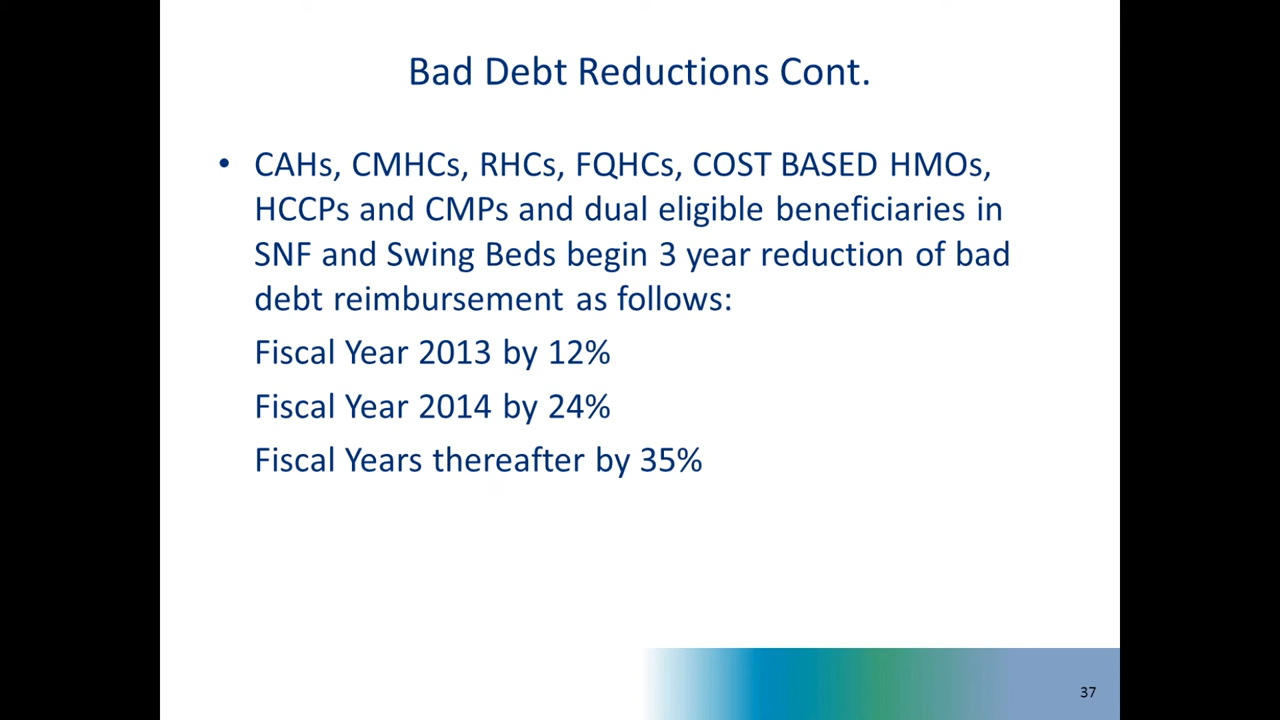 Bad Debt Reductions Cont.
• CAHs, CMHCs, RHCs, FQHCs, COST BASED HMOs,
HCCPs and CMPs and dual eligible beneficiaries in
SNF and Swing Beds begin 3 year reduction of bad
debt reimbursement as follows:
Fiscal Year 2013 by 12%
Fiscal Year 2014 by 24%
Fiscal Years thereafter by 35%
37